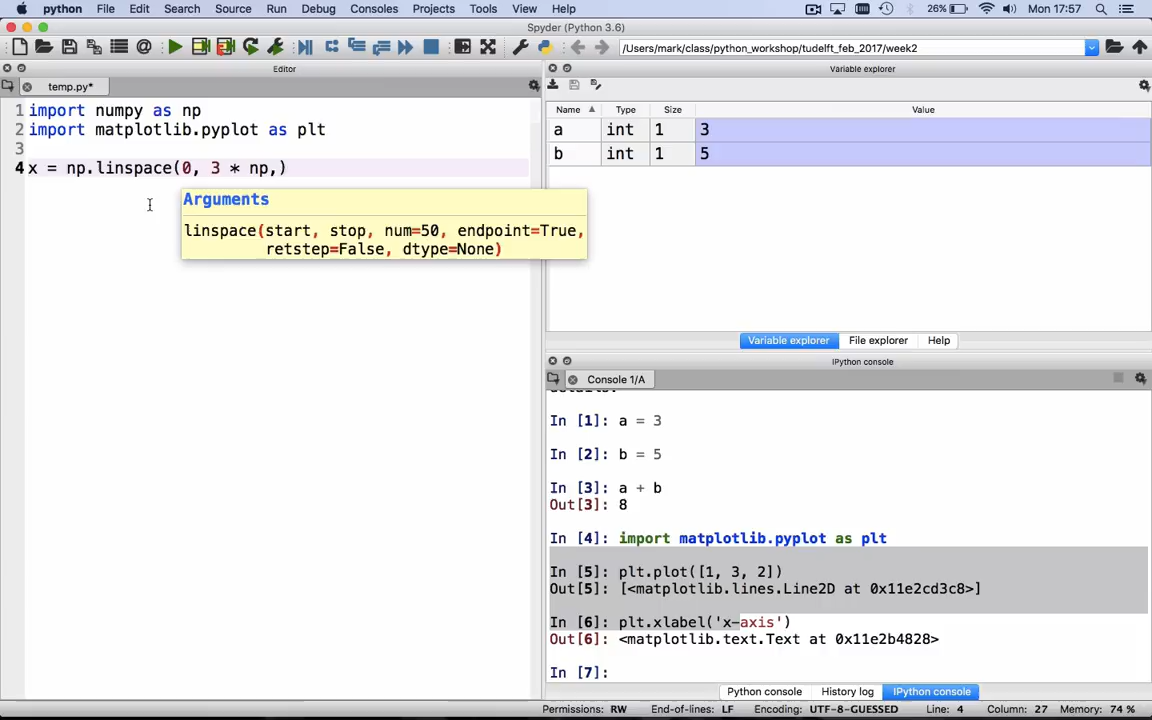 python File Edit Search Source Run Debug Consoles Projects Tools View Help 26% Mon 17:57
Spyder (Python 3.6)
/Users/mark/class/python_workshop/tudelft_feb_2017/week2
Editor
temp.py*
1 import numpy as np
2 import matplotlib.pyplot as plt
3
4 x = np.linspace(0, 3 * np,)
Arguments
linspace(start, stop, num=50, endpoint=True,
retstep=False, dtype=None)
Variable explorer
Name Type Size Value
a int 1 3
b int 1 5
Variable explorer File explorer Help
IPython console
Console 1/A
In [1]: a = 3
In [2]: b = 5
In [3]: a + b
Out[3]: 8
In [4]: import matplotlib.pyplot as plt
In [5]: plt.plot([1, 3, 2])
Out[5]: [<matplotlib.lines.Line2D at 0x11e2cd3c8>]
In [6]: plt.xlabel('x-axis')
Out[6]: <matplotlib.text.Text at 0x11e2b4828>
In [7]:
Python console History log IPython console
Permissions: RW End-of-lines: LF Encoding: UTF-8-GUESSED Line: 4 Column: 27 Memory: 74 %